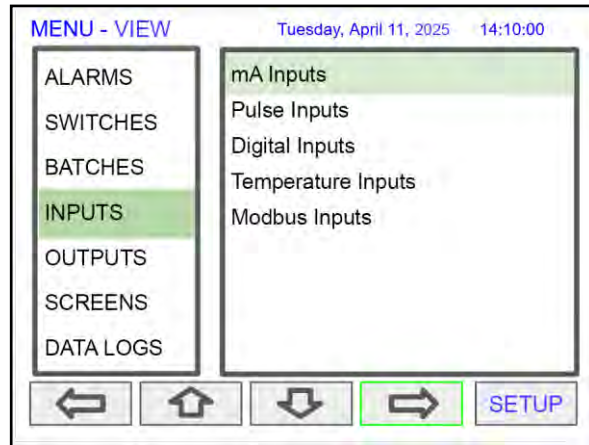 MENU - VIEW
Tuesday, April 11, 2025 14:10:00
ALARMS
SWITCHES
BATCHES
INPUTS
OUTPUTS
SCREENS
DATA LOGS
mA Inputs
Pulse Inputs
Digital Inputs
Temperature Inputs
Modbus Inputs
SETUP